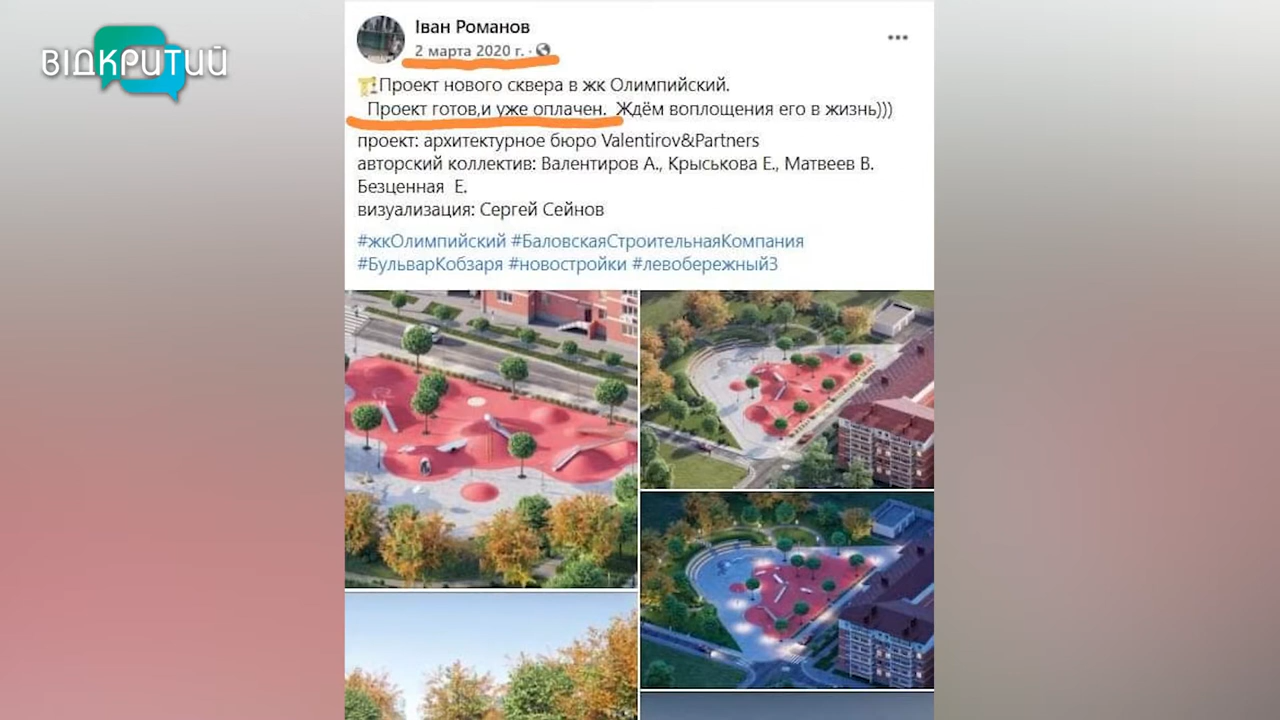 ВІДКРИТИЙ
Іван Романов
2 марта 2020 г. ·
Проект нового сквера в жк Олимпийский.
Проект готов,и уже оплачен. Ждём воплощения его в жизнь)))
проект: архитектурное бюро Valentirov&Partners
авторский коллектив: Валентиров А., Крыськова Е., Матвеев В.
Безценная Е.
визуализация: Сергей Сейнов
#жкОлимпийский #БаловскаяСтроительнаяКомпания
#БульварКобзаря #новостройки #левобережный3